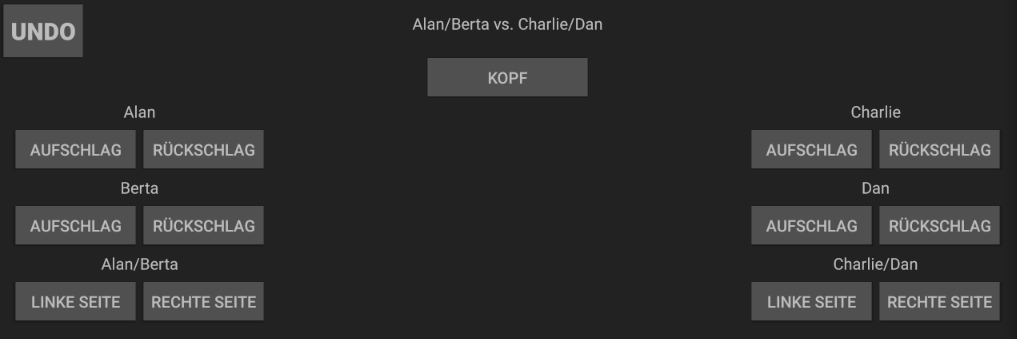 UNDO
Alan/Berta vs. Charlie/Dan
KOPF
Alan
AUFSCHLAG RÜCKSCHLAG
Berta
AUFSCHLAG RÜCKSCHLAG
Alan/Berta
LINKE SEITE RECHTE SEITE
Charlie
AUFSCHLAG RÜCKSCHLAG
Dan
AUFSCHLAG RÜCKSCHLAG
Charlie/Dan
LINKE SEITE RECHTE SEITE